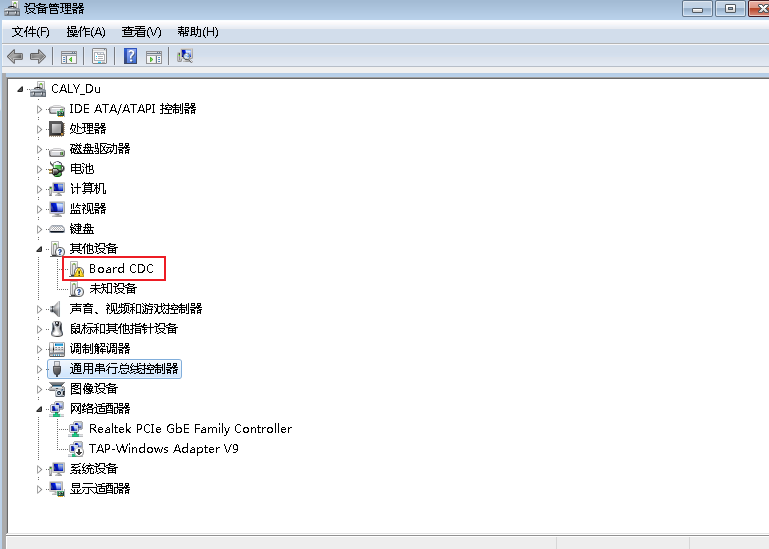 设备管理器
文件(F) 操作(A) 查看(V) 帮助(H)
CALY_Du
IDE ATA/ATAPI 控制器
处理器
磁盘驱动器
电池
计算机
监视器
键盘
其他设备
Board CDC
未知设备
声音、视频和游戏控制器
鼠标和其他指针设备
调制解调器
通用串行总线控制器
图像设备
网络适配器
Realtek PCIe GbE Family Controller
TAP-Windows Adapter V9
系统设备
显示适配器